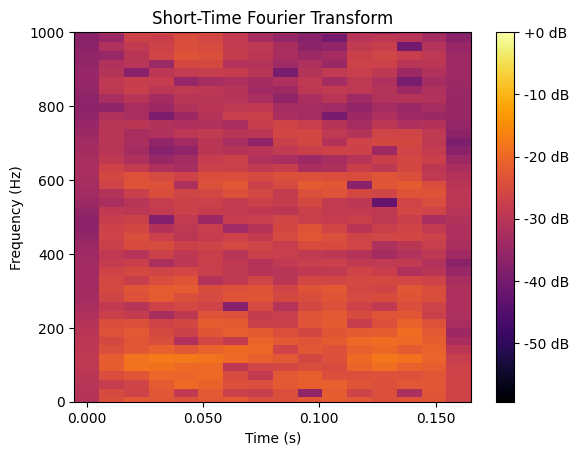 Short-Time Fourier Transform
Frequency (Hz)
1000
800
600
400
200
0
0.000 0.050 0.100 0.150
Time (s)
+0 dB
-10 dB
-20 dB
-30 dB
-40 dB
-50 dB